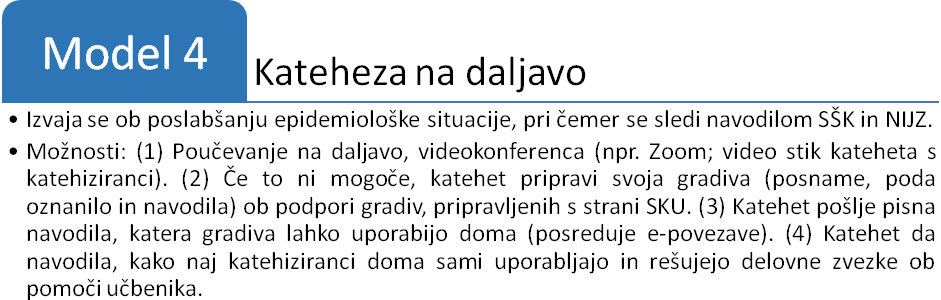 Model 4
Kateheza na daljavo
• Izvaja se ob poslabšanju epidemiološke situacije, pri čemer se sledi navodilom SŠK in NIJZ.
• Možnosti: (1) Poučevanje na daljavo, videokonferenca (npr. Zoom; video stik kateheta s
katehiziranci). (2) Če to ni mogoče, katehet pripravi svoja gradiva (posname, poda
oznanilo in navodila) ob podpori gradiv, pripravljenih s strani SKU. (3) Katehet pošlje pisna
navodila, katera gradiva lahko uporabijo doma (posreduje e-povezave). (4) Katehet da
navodila, kako naj katehiziranci doma sami uporabljajo in rešujejo delovne zvezke ob
pomoči učbenika.